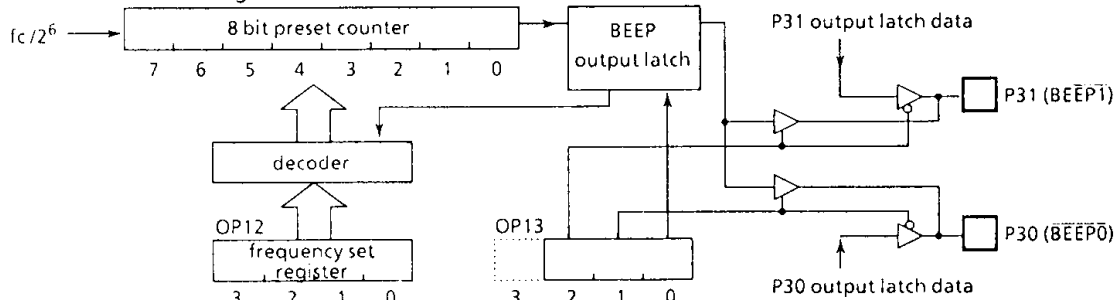 fc/2⁶
8 bit preset counter
7 6 5 4 3 2 1 0
BEEP
output latch
P31 output latch data
P31 (BEEP1)
decoder
OP12
frequency set
register
3 2 1 0
OP13
3 2 1 0
P30 (BEEP0)
P30 output latch data